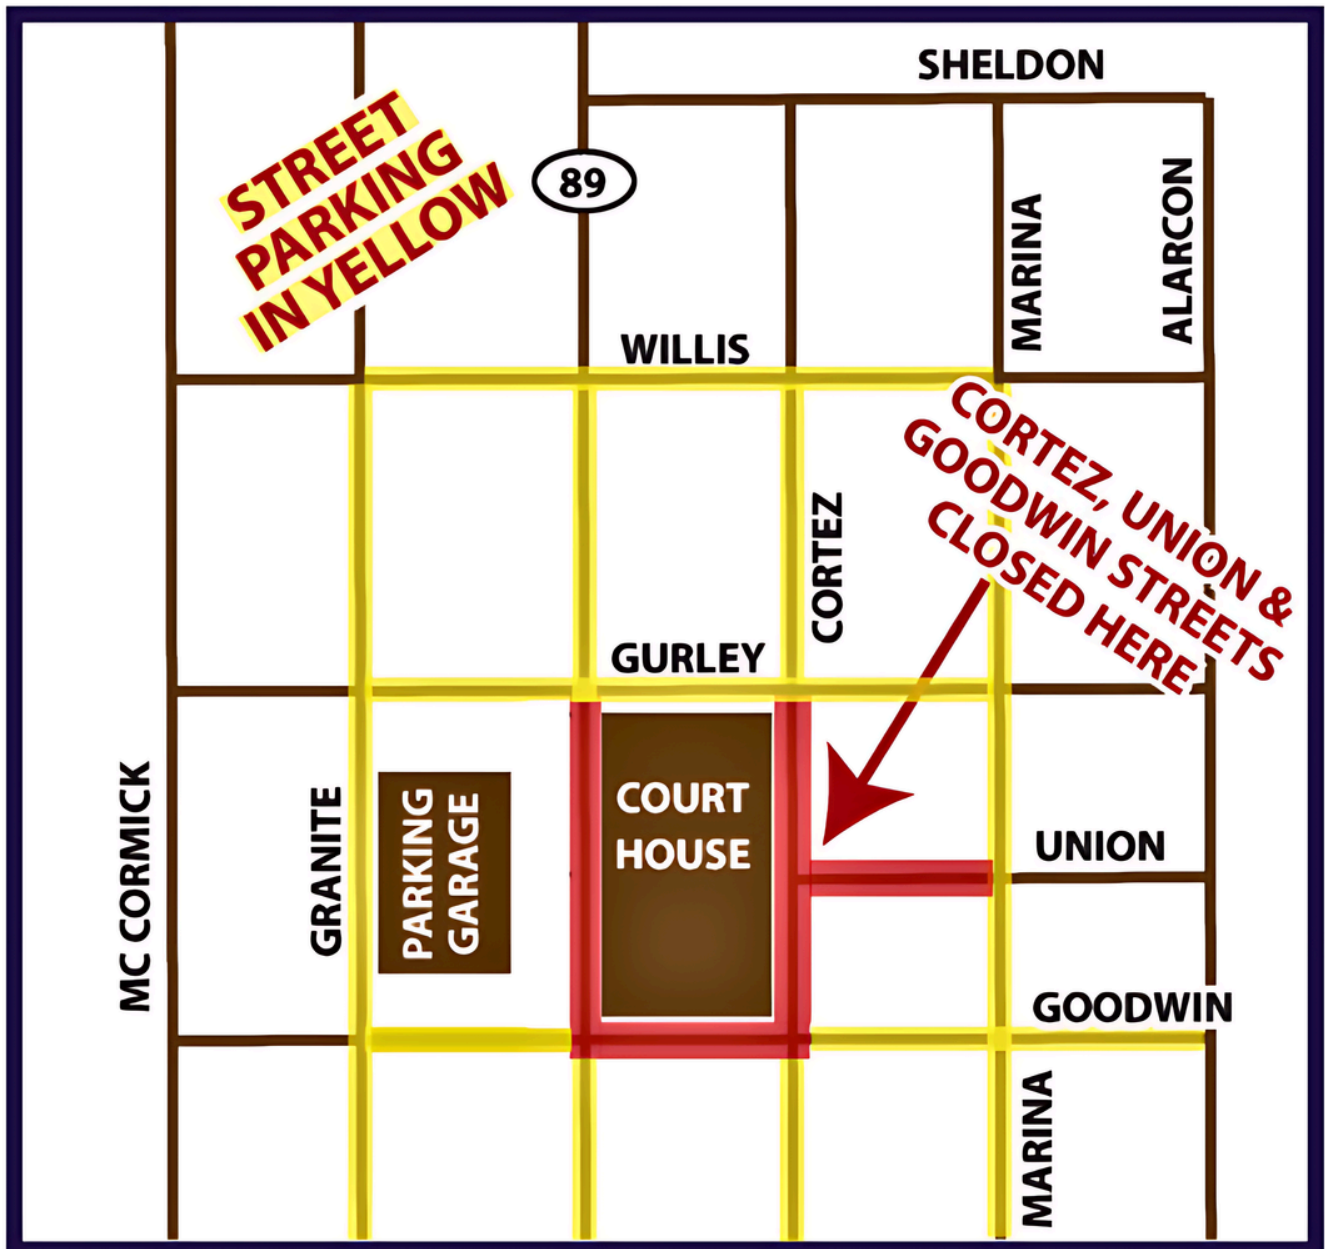 SHELDON
STREET
PARKING
IN YELLOW
89
MARINA
ALARCON
WILLIS
CORTEZ, UNION &
GOODWIN STREETS
CLOSED HERE
CORTEZ
GURLEY
MC CORMICK
GRANITE
PARKING
GARAGE
COURT
HOUSE
UNION
GOODWIN
MARINA